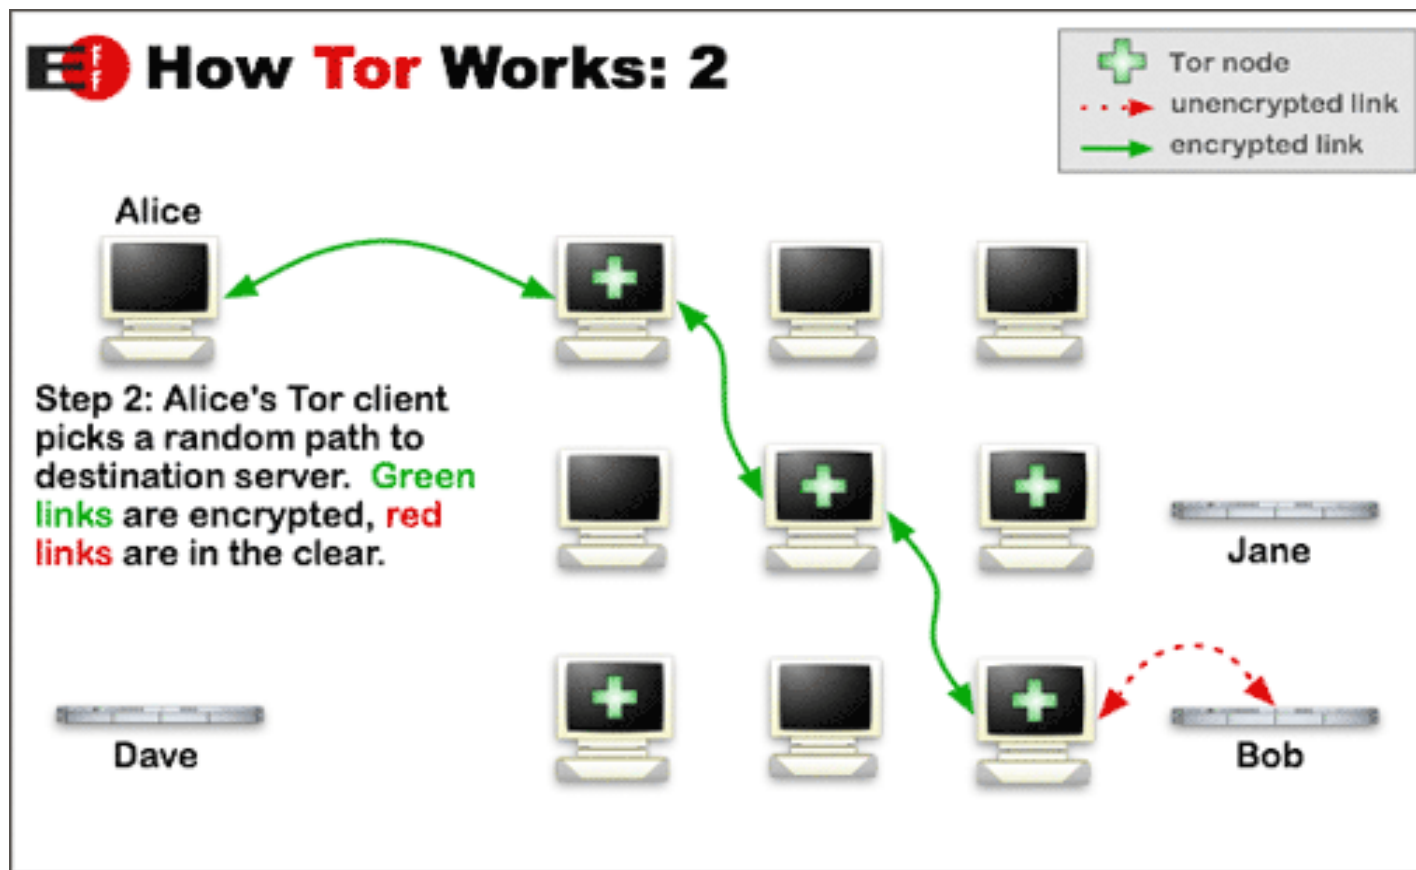 EFF How Tor Works: 2
Tor node
unencrypted link
encrypted link
Alice
Step 2: Alice's Tor client
picks a random path to
destination server. Green
links are encrypted, red
links are in the clear.
Jane
Dave
Bob